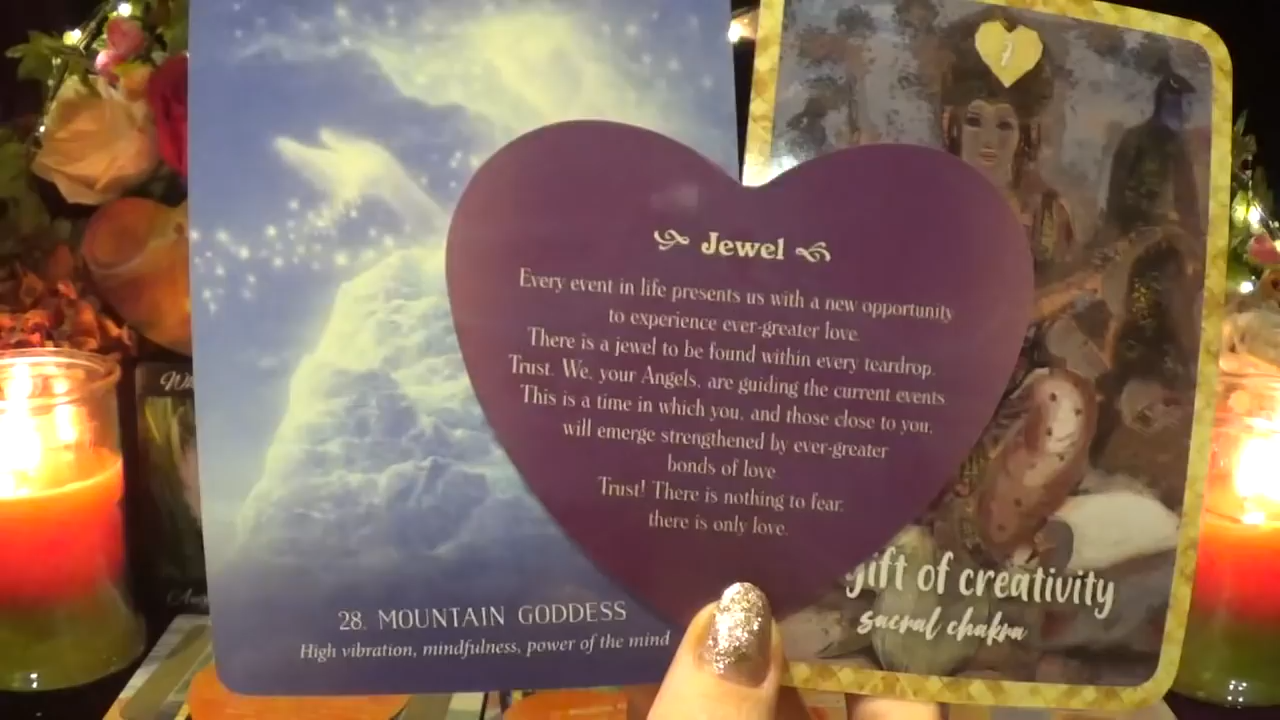 7
Jewel
Every event in life presents us with a new opportunity
to experience ever-greater love.
There is a jewel to be found within every teardrop.
Trust. We, your Angels, are guiding the current events.
This is a time in which you, and those close to you,
will emerge strengthened by ever-greater
bonds of love
Trust! There is nothing to fear,
there is only love.
28. MOUNTAIN GODDESS
High vibration, mindfulness, power of the mind
gift of creativity
sacral chakra